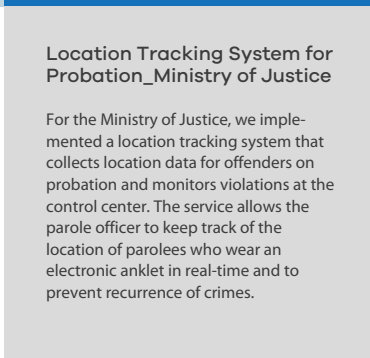 Location Tracking System for
Probation_Ministry of Justice
For the Ministry of Justice, we imple-
mented a location tracking system that
collects location data for offenders on
probation and monitors violations at the
control center. The service allows the
parole officer to keep track of the
location of parolees who wear an
electronic anklet in real-time and to
prevent recurrence of crimes.